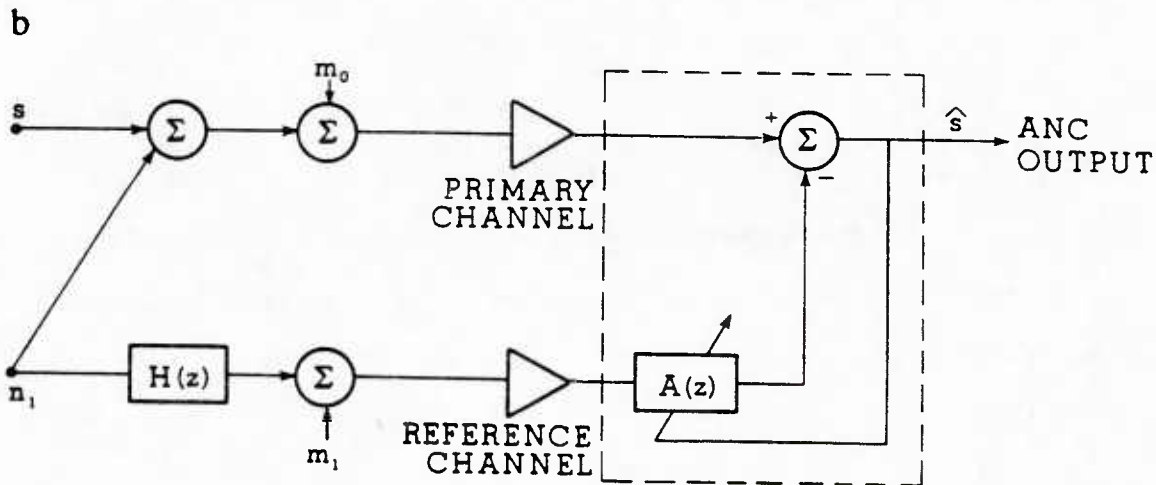 b
m₀
s
Σ
Σ
+
Σ
−
ŝ
ANC
OUTPUT
PRIMARY
CHANNEL
n₁
H(z)
Σ
A(z)
m₁
REFERENCE
CHANNEL